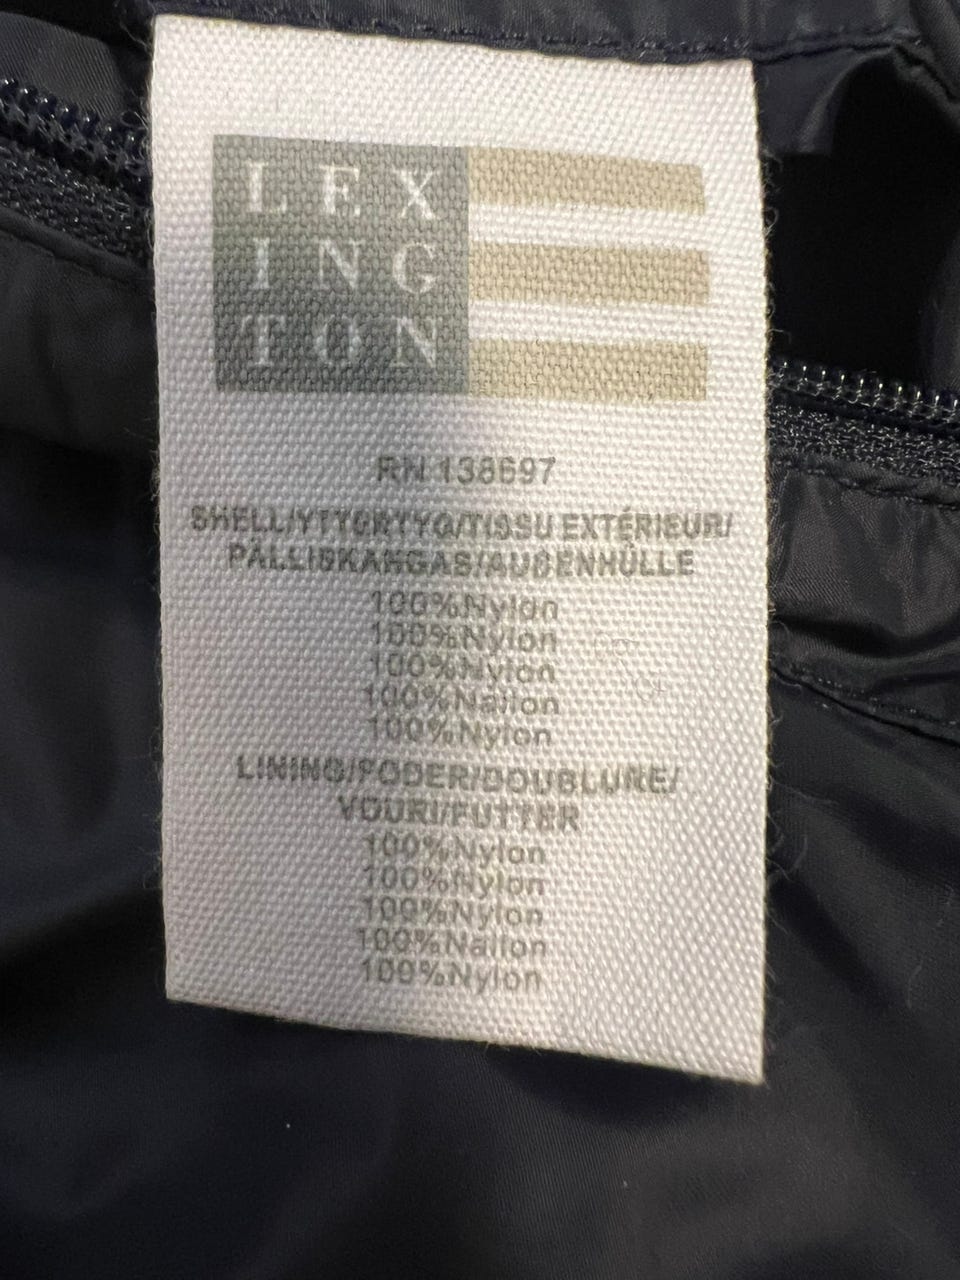 LEX
ING
TON
RN 138697
SHELL/YTTERTYG/TISSU EXTÉRIEUR/
PÄLLISKANGAS/AUßENHÜLLE
100%Nylon
100%Nylon
100%Nylon
100%Nailon
100%Nylon
LINING/FODER/DOUBLURE/
VUORI/FUTTER
100%Nylon
100%Nylon
100%Nylon
100%Nailon
100%Nylon